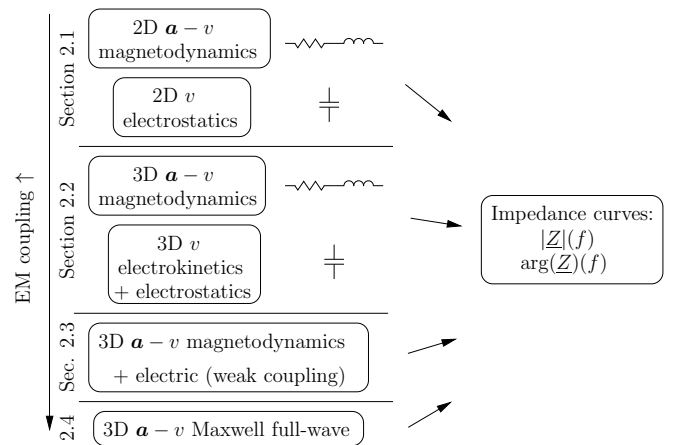 EM coupling ↑
Section 2.1
2D a − v
magnetodynamics
2D v
electrostatics
Section 2.2
3D a − v
magnetodynamics
3D v
electrokinetics
+ electrostatics
Sec. 2.3
3D a − v magnetodynamics
+ electric (weak coupling)
2.4
3D a − v Maxwell full-wave
Impedance curves:
|Z|(f)
arg(Z)(f)